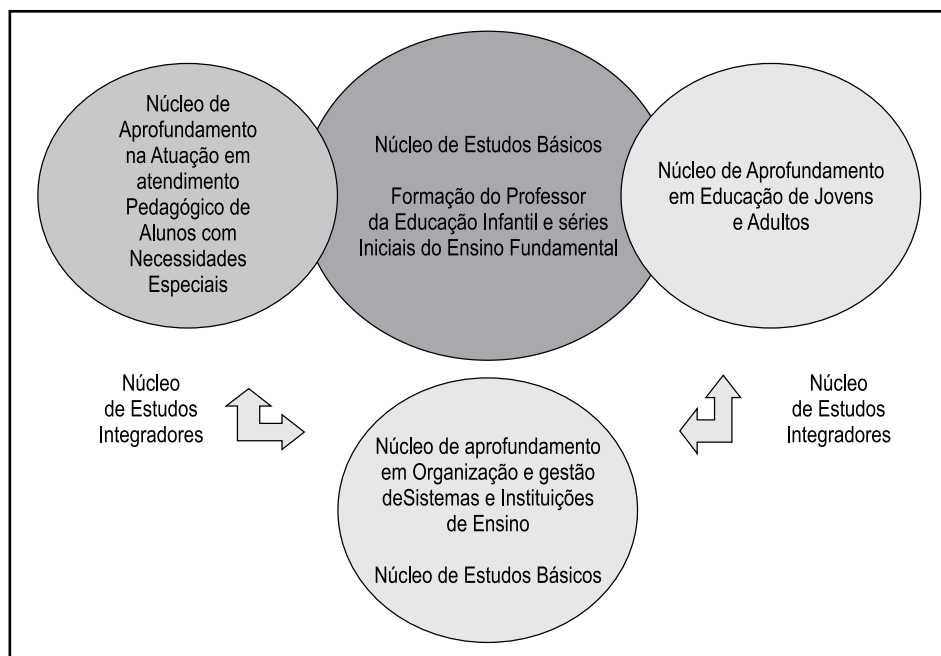 Núcleo de
Aprofundamento
na Atuação em
atendimento
Pedagógico de
Alunos com
Necessidades
Especiais
Núcleo de Estudos Básicos
Formação do Professor
da Educação Infantil e séries
Iniciais do Ensino Fundamental
Núcleo de Aprofundamento
em Educação de Jovens
e Adultos
Núcleo
de Estudos
Integradores
Núcleo de aprofundamento
em Organização e gestão
deSistemas e Instituições
de Ensino
Núcleo de Estudos Básicos
Núcleo
de Estudos
Integradores